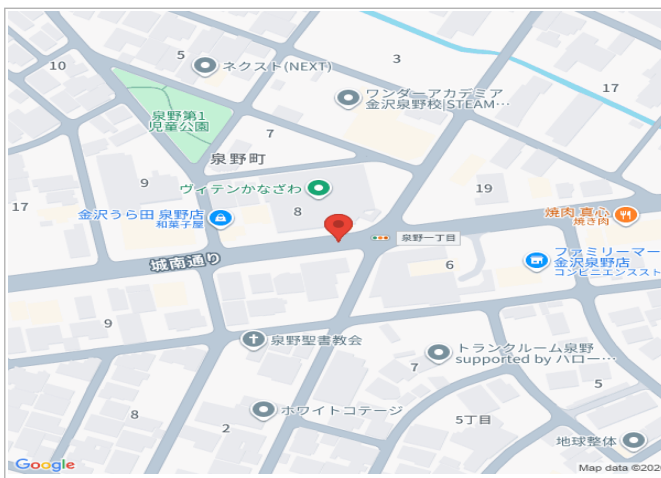 10
5
ネクスト(NEXT)
3
ワンダーアカデミア
金沢泉野校|STEAM…
17
泉野第1
児童公園
7
泉野町
ヴィテンかなざわ
9
19
17
金沢うら田 泉野店
和菓子屋
8
焼肉 真心
焼き肉
泉野一丁目
城南通り
ファミリーマー
金沢泉野店
コンビニエンススト
6
9
泉野聖書教会
トランクルーム泉野
supported by ハロー…
7
5
8
ホワイトコテージ
2
5丁目
地球整体
Google
Map data ©202